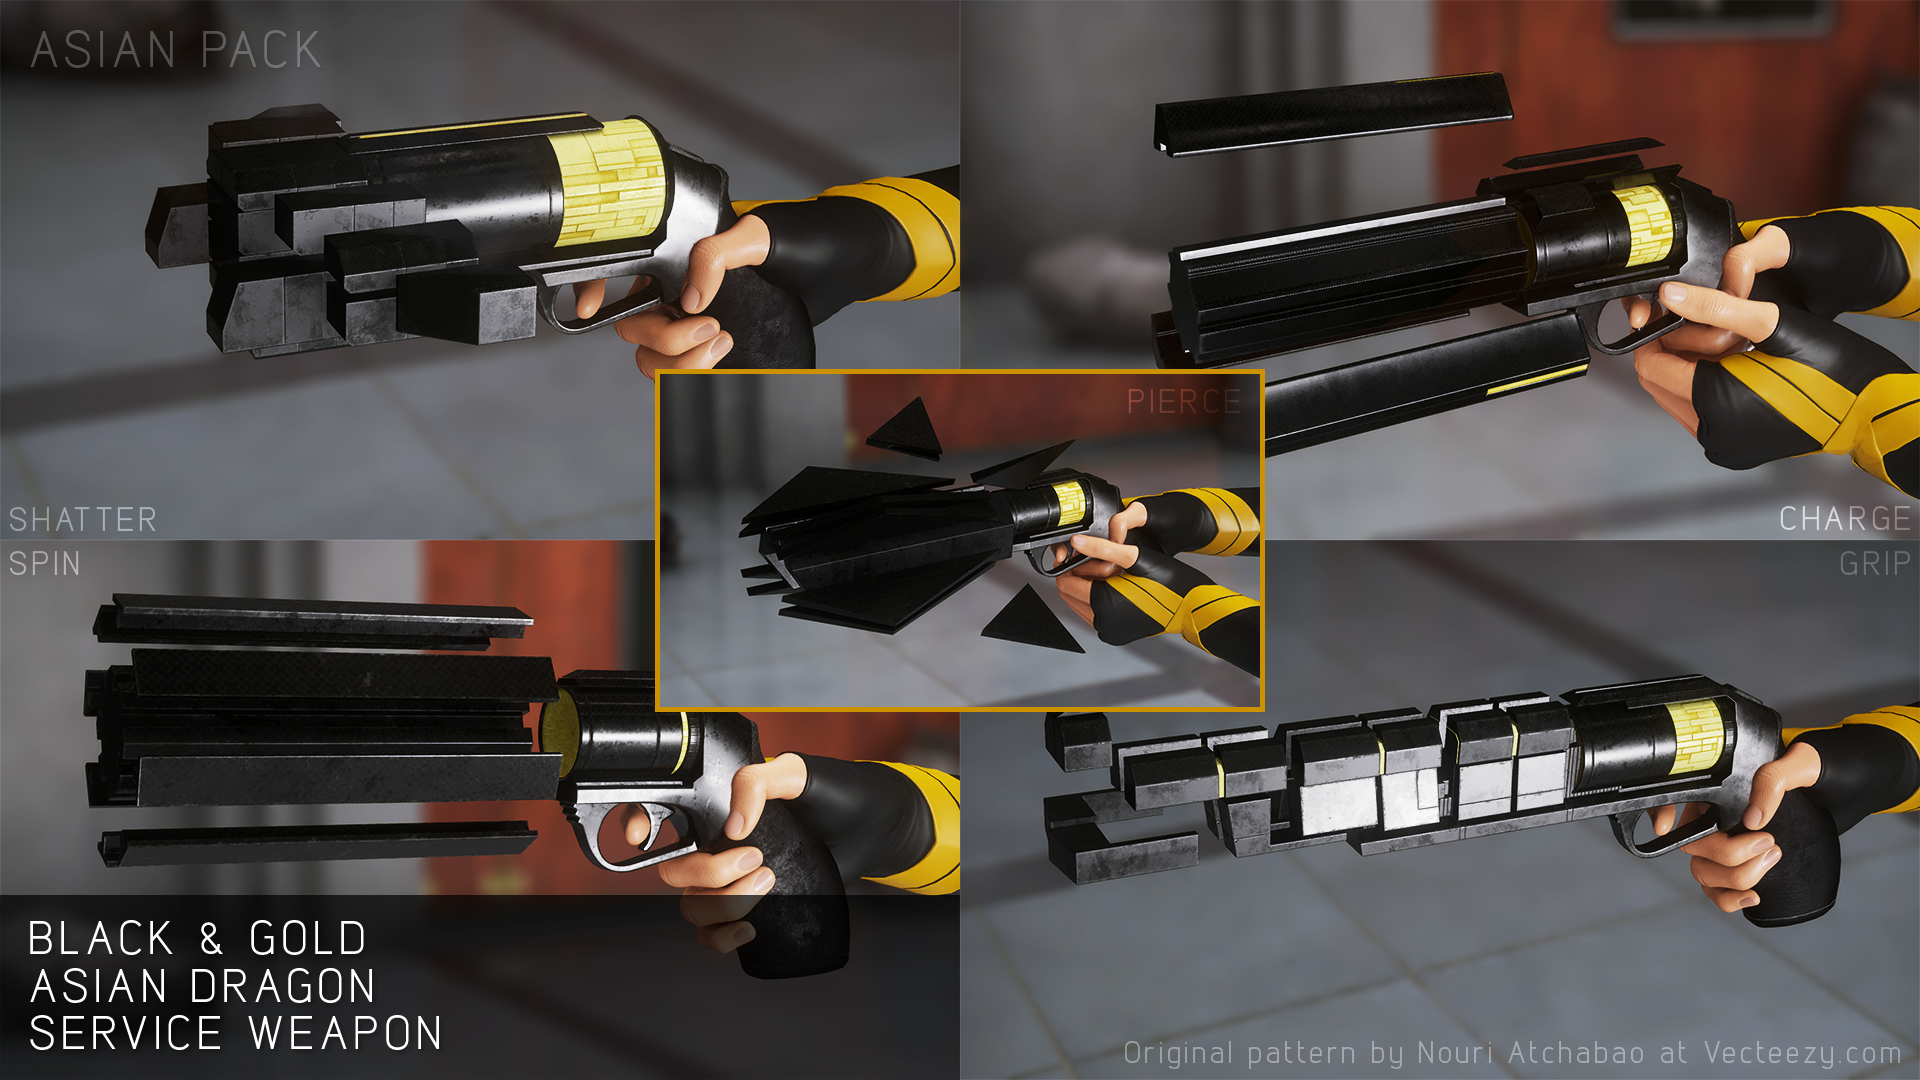 ASIAN PACK
PIERCE
SHATTER
CHARGE
SPIN
GRIP
BLACK & GOLD
ASIAN DRAGON
SERVICE WEAPON
Original pattern by Nouri Atchabao at Vecteezy.com